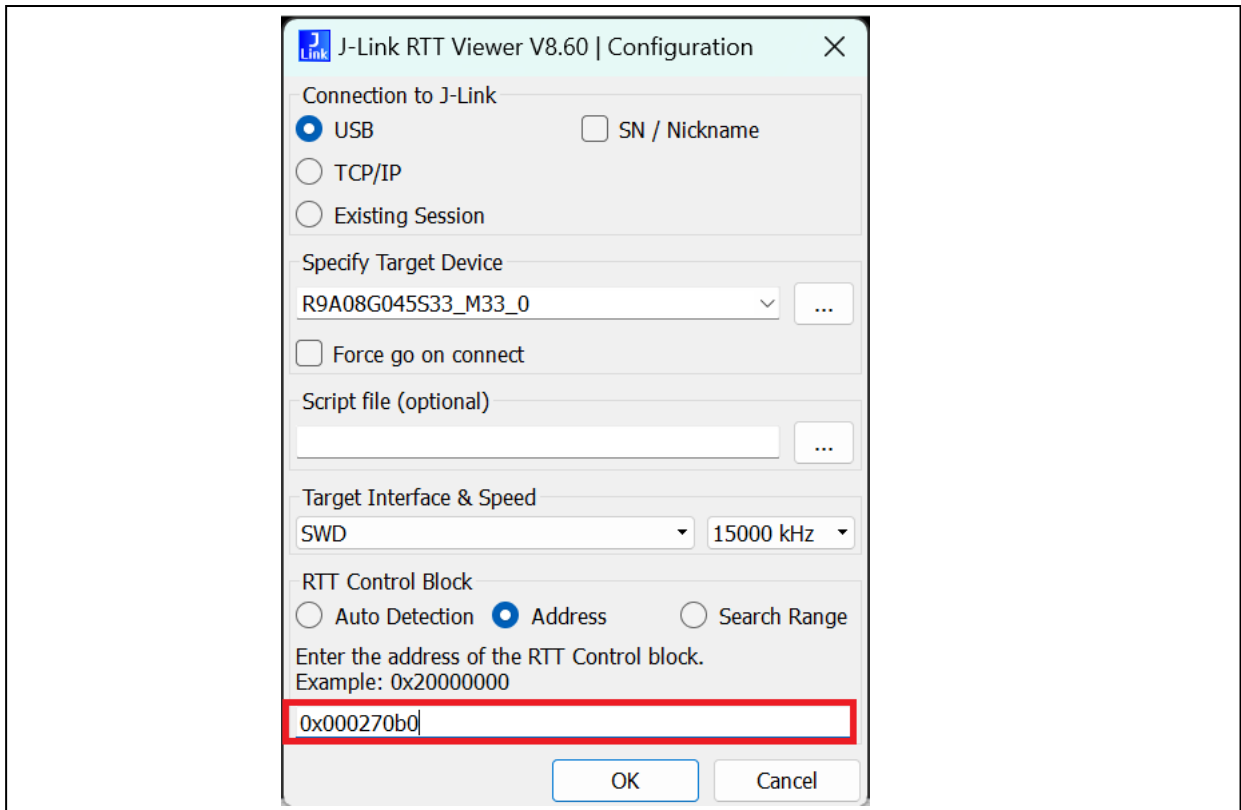 J-Link RTT Viewer V8.60 | Configuration
Connection to J-Link
USB SN / Nickname
TCP/IP
Existing Session
Specify Target Device
R9A08G045S33_M33_0 ...
Force go on connect
Script file (optional)
...
Target Interface & Speed
SWD 15000 kHz
RTT Control Block
Auto Detection Address Search Range
Enter the address of the RTT Control block.
Example: 0x20000000
0x000270b0
OK Cancel